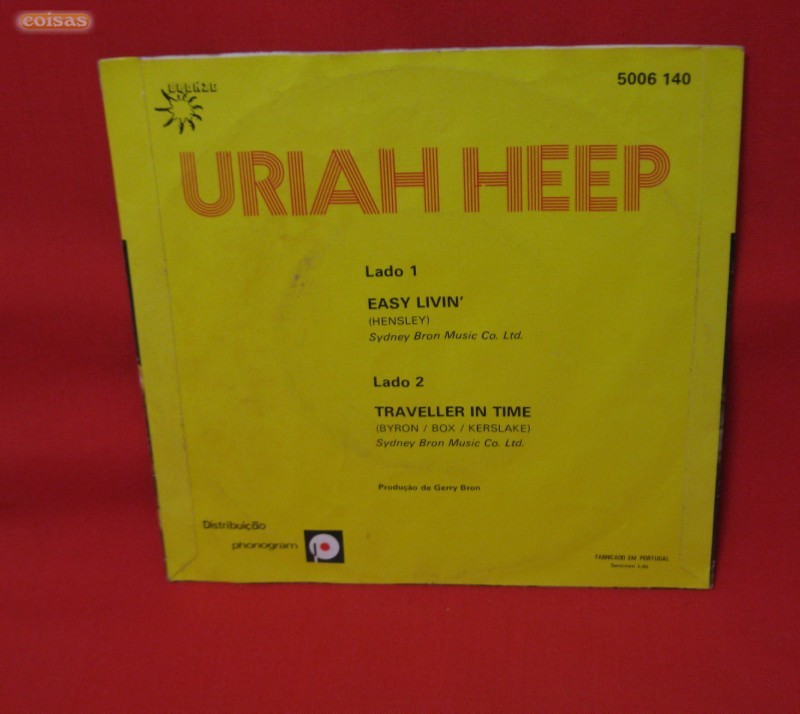 coisas
BRONZE
5006 140
URIAH HEEP
Lado 1
EASY LIVIN'
(HENSLEY)
Sydney Bron Music Co. Ltd.
Lado 2
TRAVELLER IN TIME
(BYRON / BOX / KERSLAKE)
Sydney Bron Music Co. Ltd.
Produção de Gerry Bron
Distribuição
phonogram
FABRICADO EM PORTUGAL